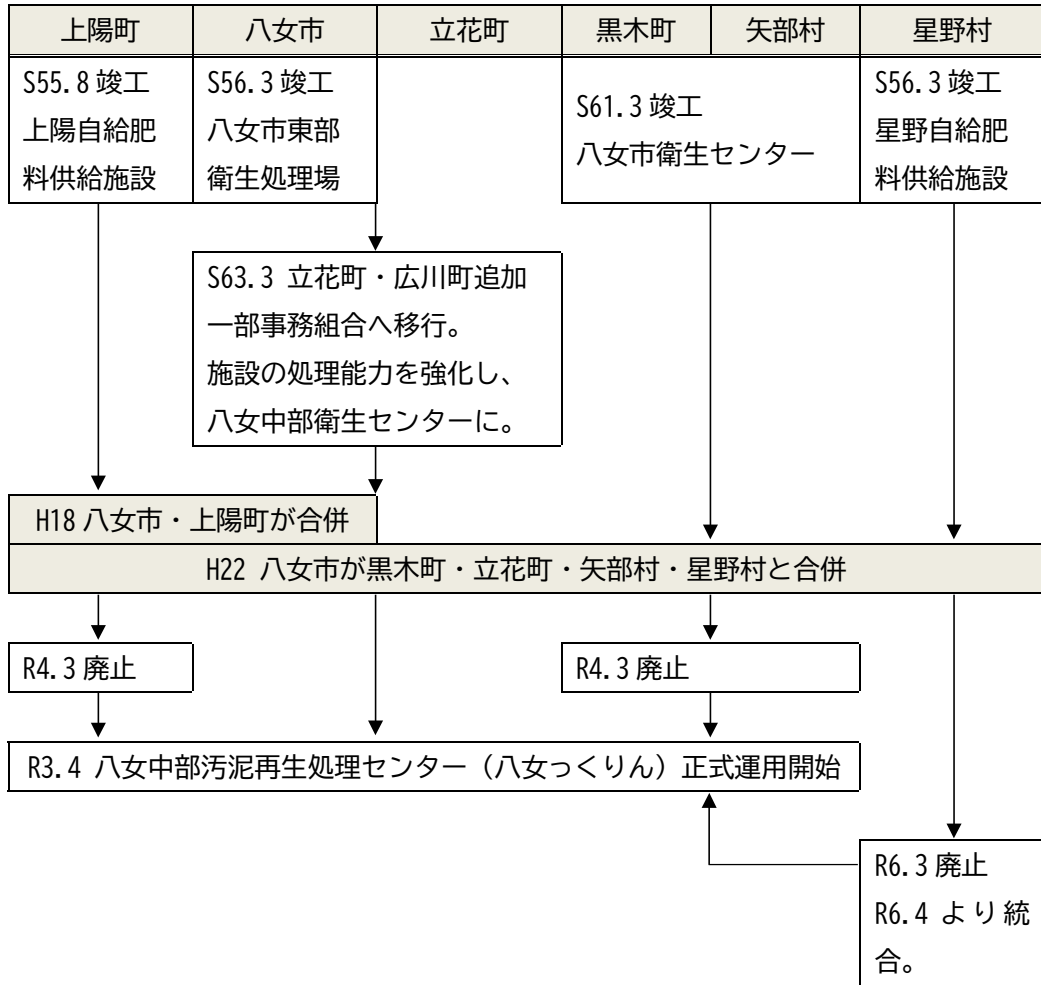 上陽町
八女市
立花町
黒木町
矢部村
星野村
S55.8 竣工
上陽自給肥
料供給施設
S56.3 竣工
八女市東部
衛生処理場
S61.3 竣工
八女市衛生センター
S56.3 竣工
星野自給肥
料供給施設
S63.3 立花町・広川町追加
一部事務組合へ移行。
施設の処理能力を強化し、
八女中部衛生センターに。
H18 八女市・上陽町が合併
H22 八女市が黒木町・立花町・矢部村・星野村と合併
R4.3 廃止
R4.3 廃止
R3.4 八女中部汚泥再生処理センター（八女っくりん）正式運用開始
R6.3 廃止
R6.4 より統
合。